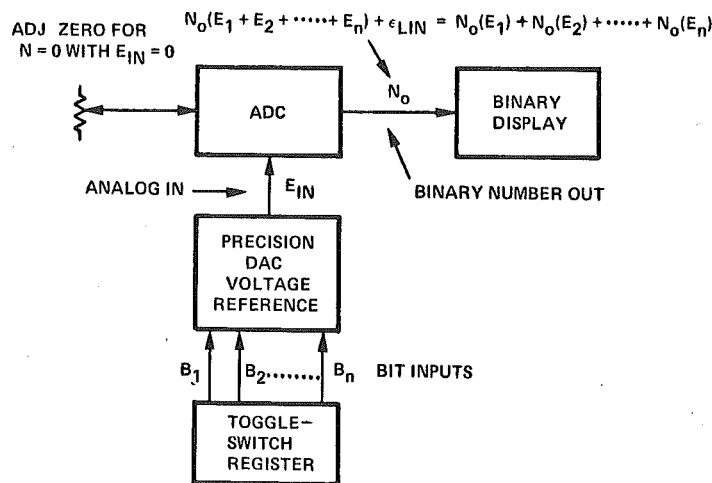 ADJ ZERO FOR
N = 0 WITH E_IN = 0
N_o(E_1 + E_2 + ······ + E_n) + ϵ_LIN = N_o(E_1) + N_o(E_2) + ······ + N_o(E_n)
ADC
N_o
BINARY
DISPLAY
ANALOG IN
E_IN
BINARY NUMBER OUT
PRECISION
DAC
VOLTAGE
REFERENCE
B_1 B_2 ········ B_n BIT INPUTS
TOGGLE–
SWITCH
REGISTER